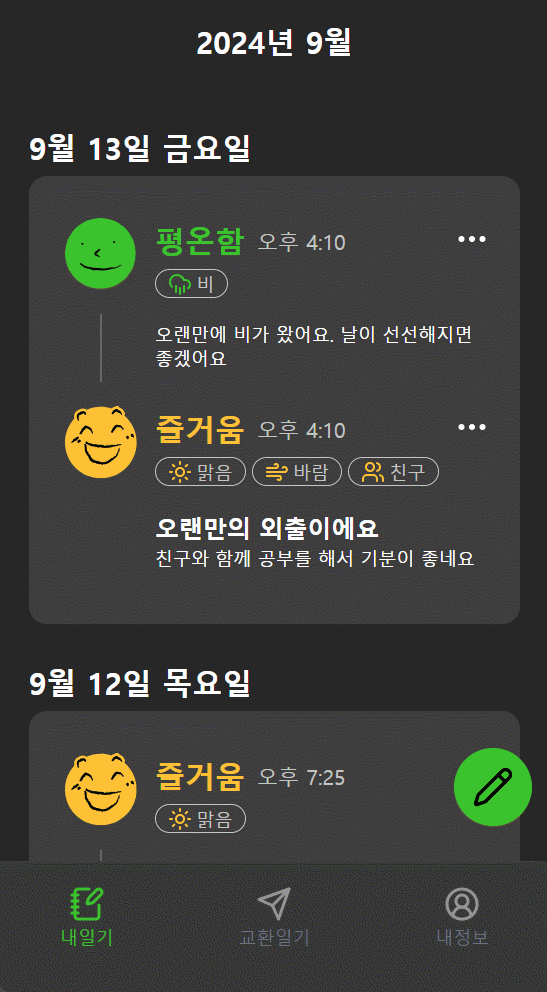 2024년 9월
9월 13일 금요일
평온함 오후 4:10
비
오랜만에 비가 왔어요. 날이 선선해지면
좋겠어요
즐거움 오후 4:10
맑음 바람 친구
오랜만의 외출이에요
친구와 함께 공부를 해서 기분이 좋네요
9월 12일 목요일
즐거움 오후 7:25
맑음
내일기 교환일기 내정보